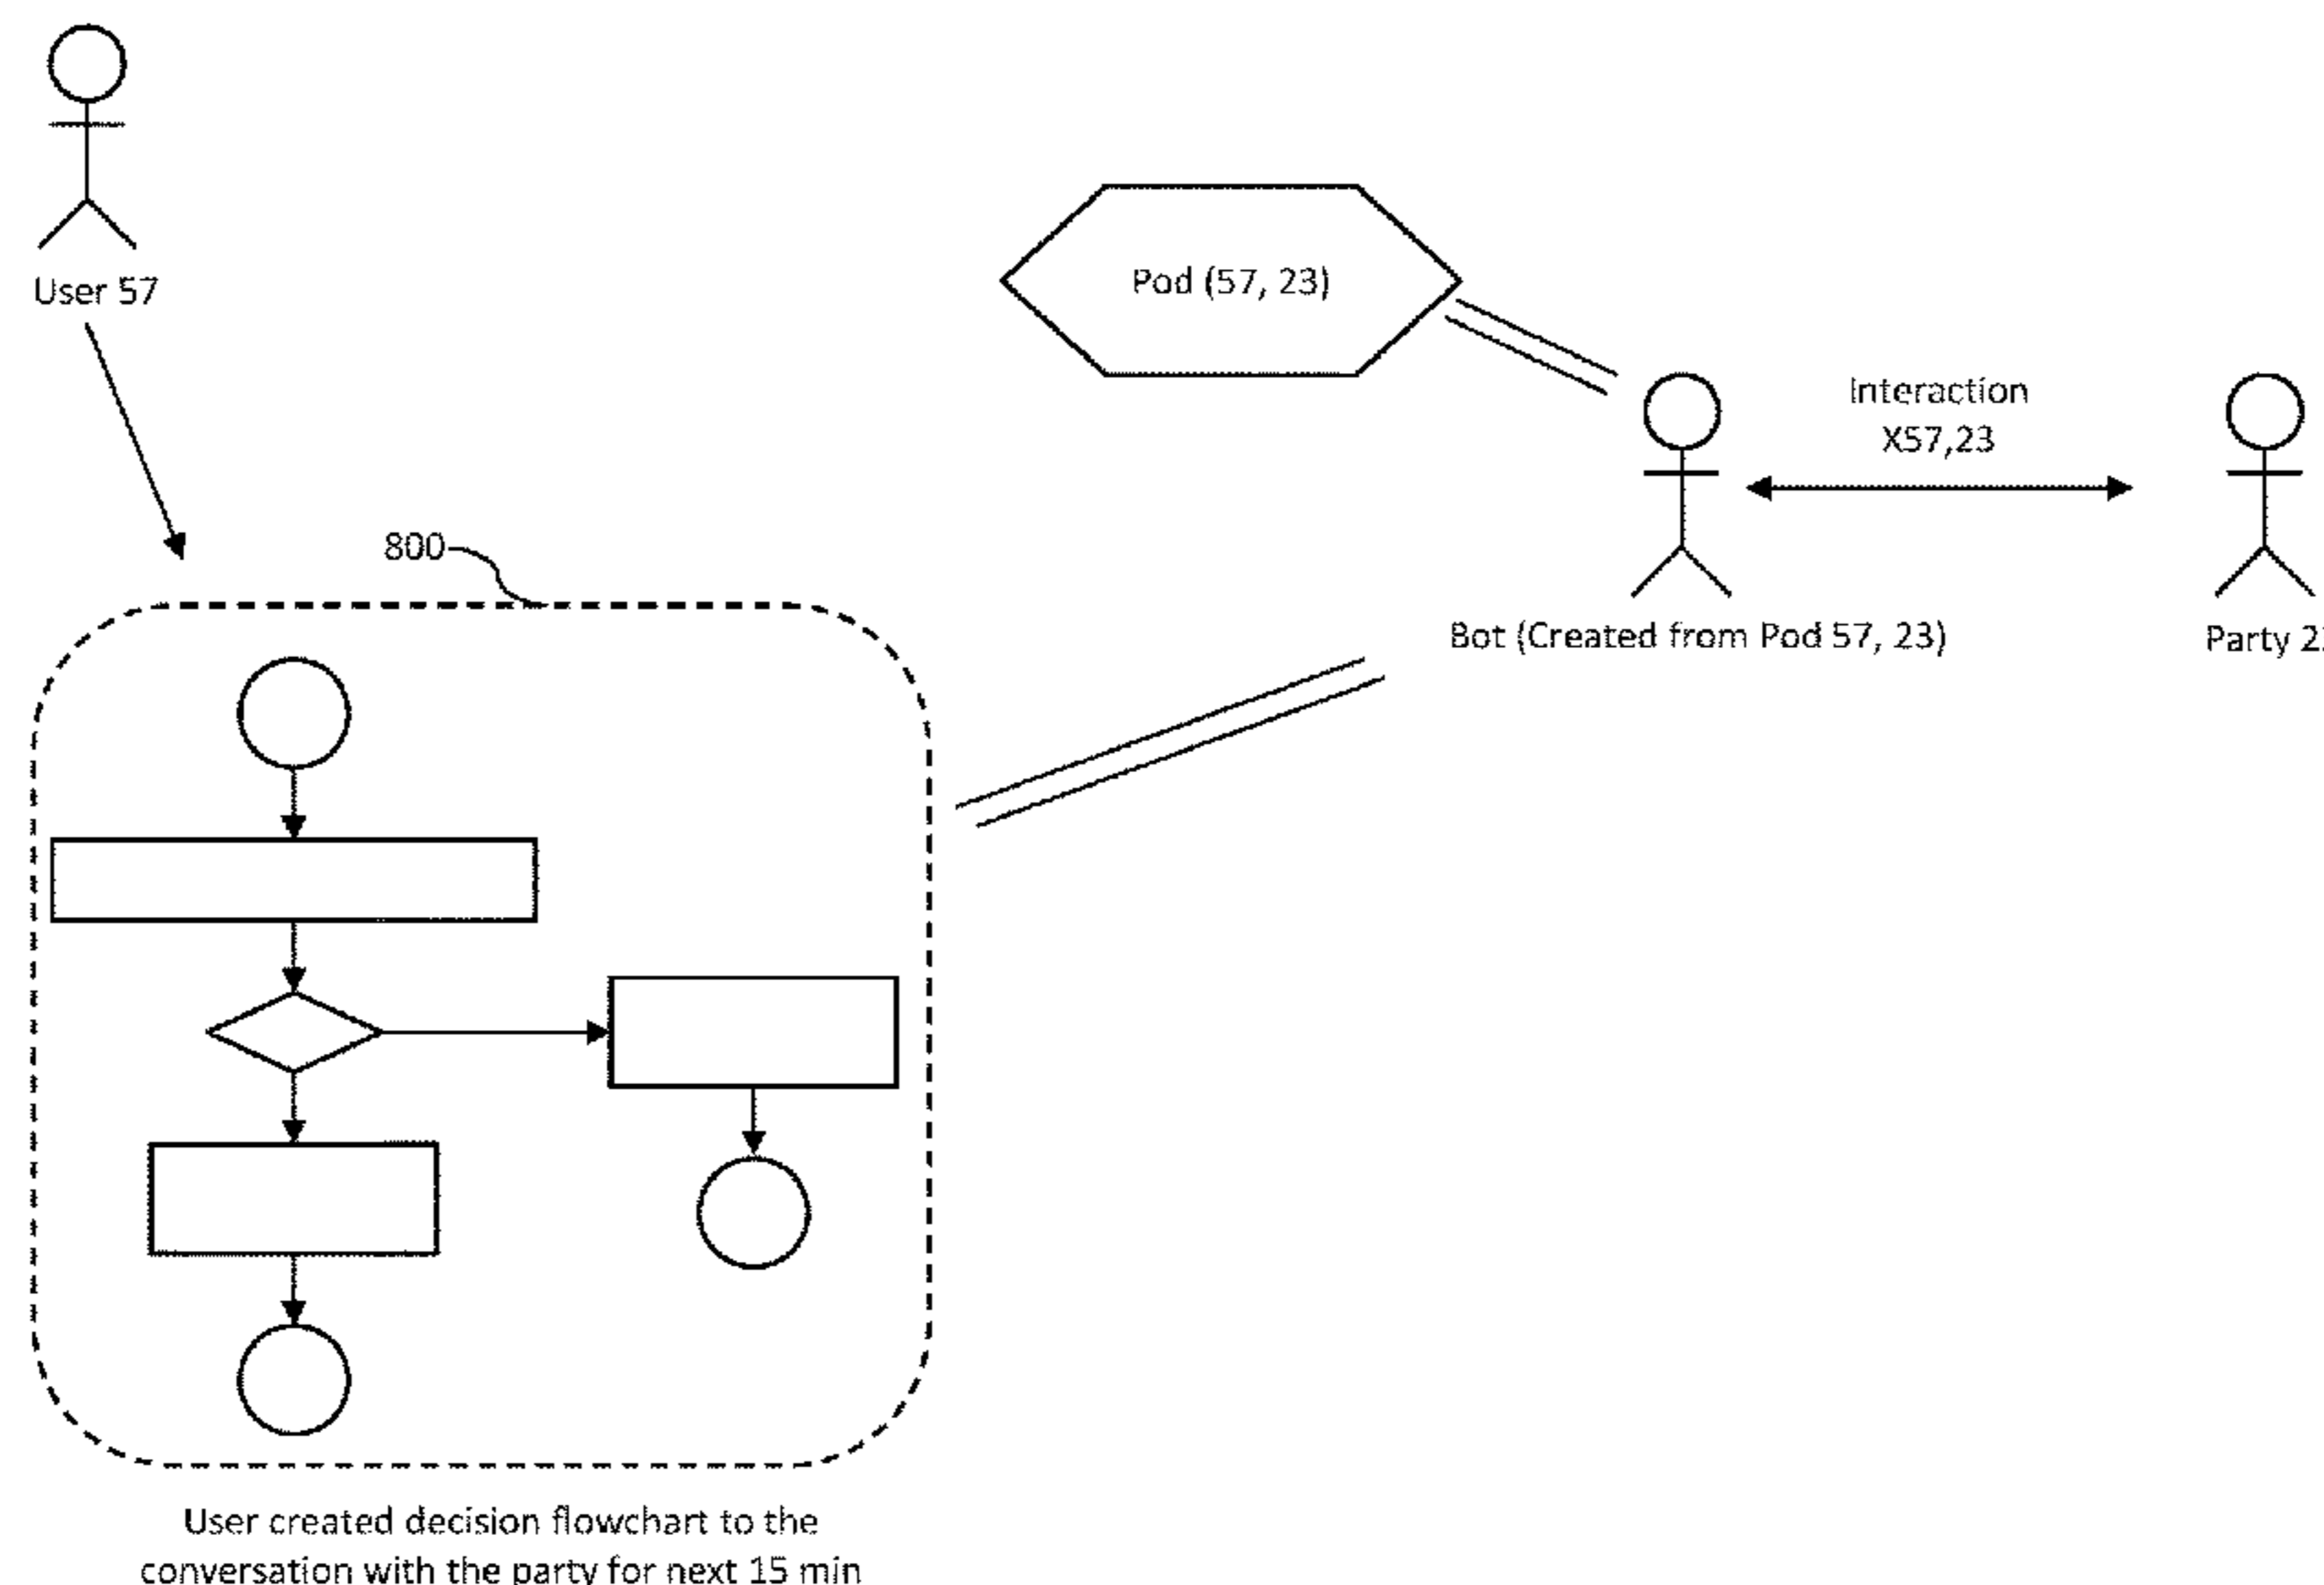 User 57
Pod (57, 23)
Interaction
X57,23
800
Bot (Created from Pod 57, 23)
Party
User created decision flowchart to the
conversation with the party for next 15 min